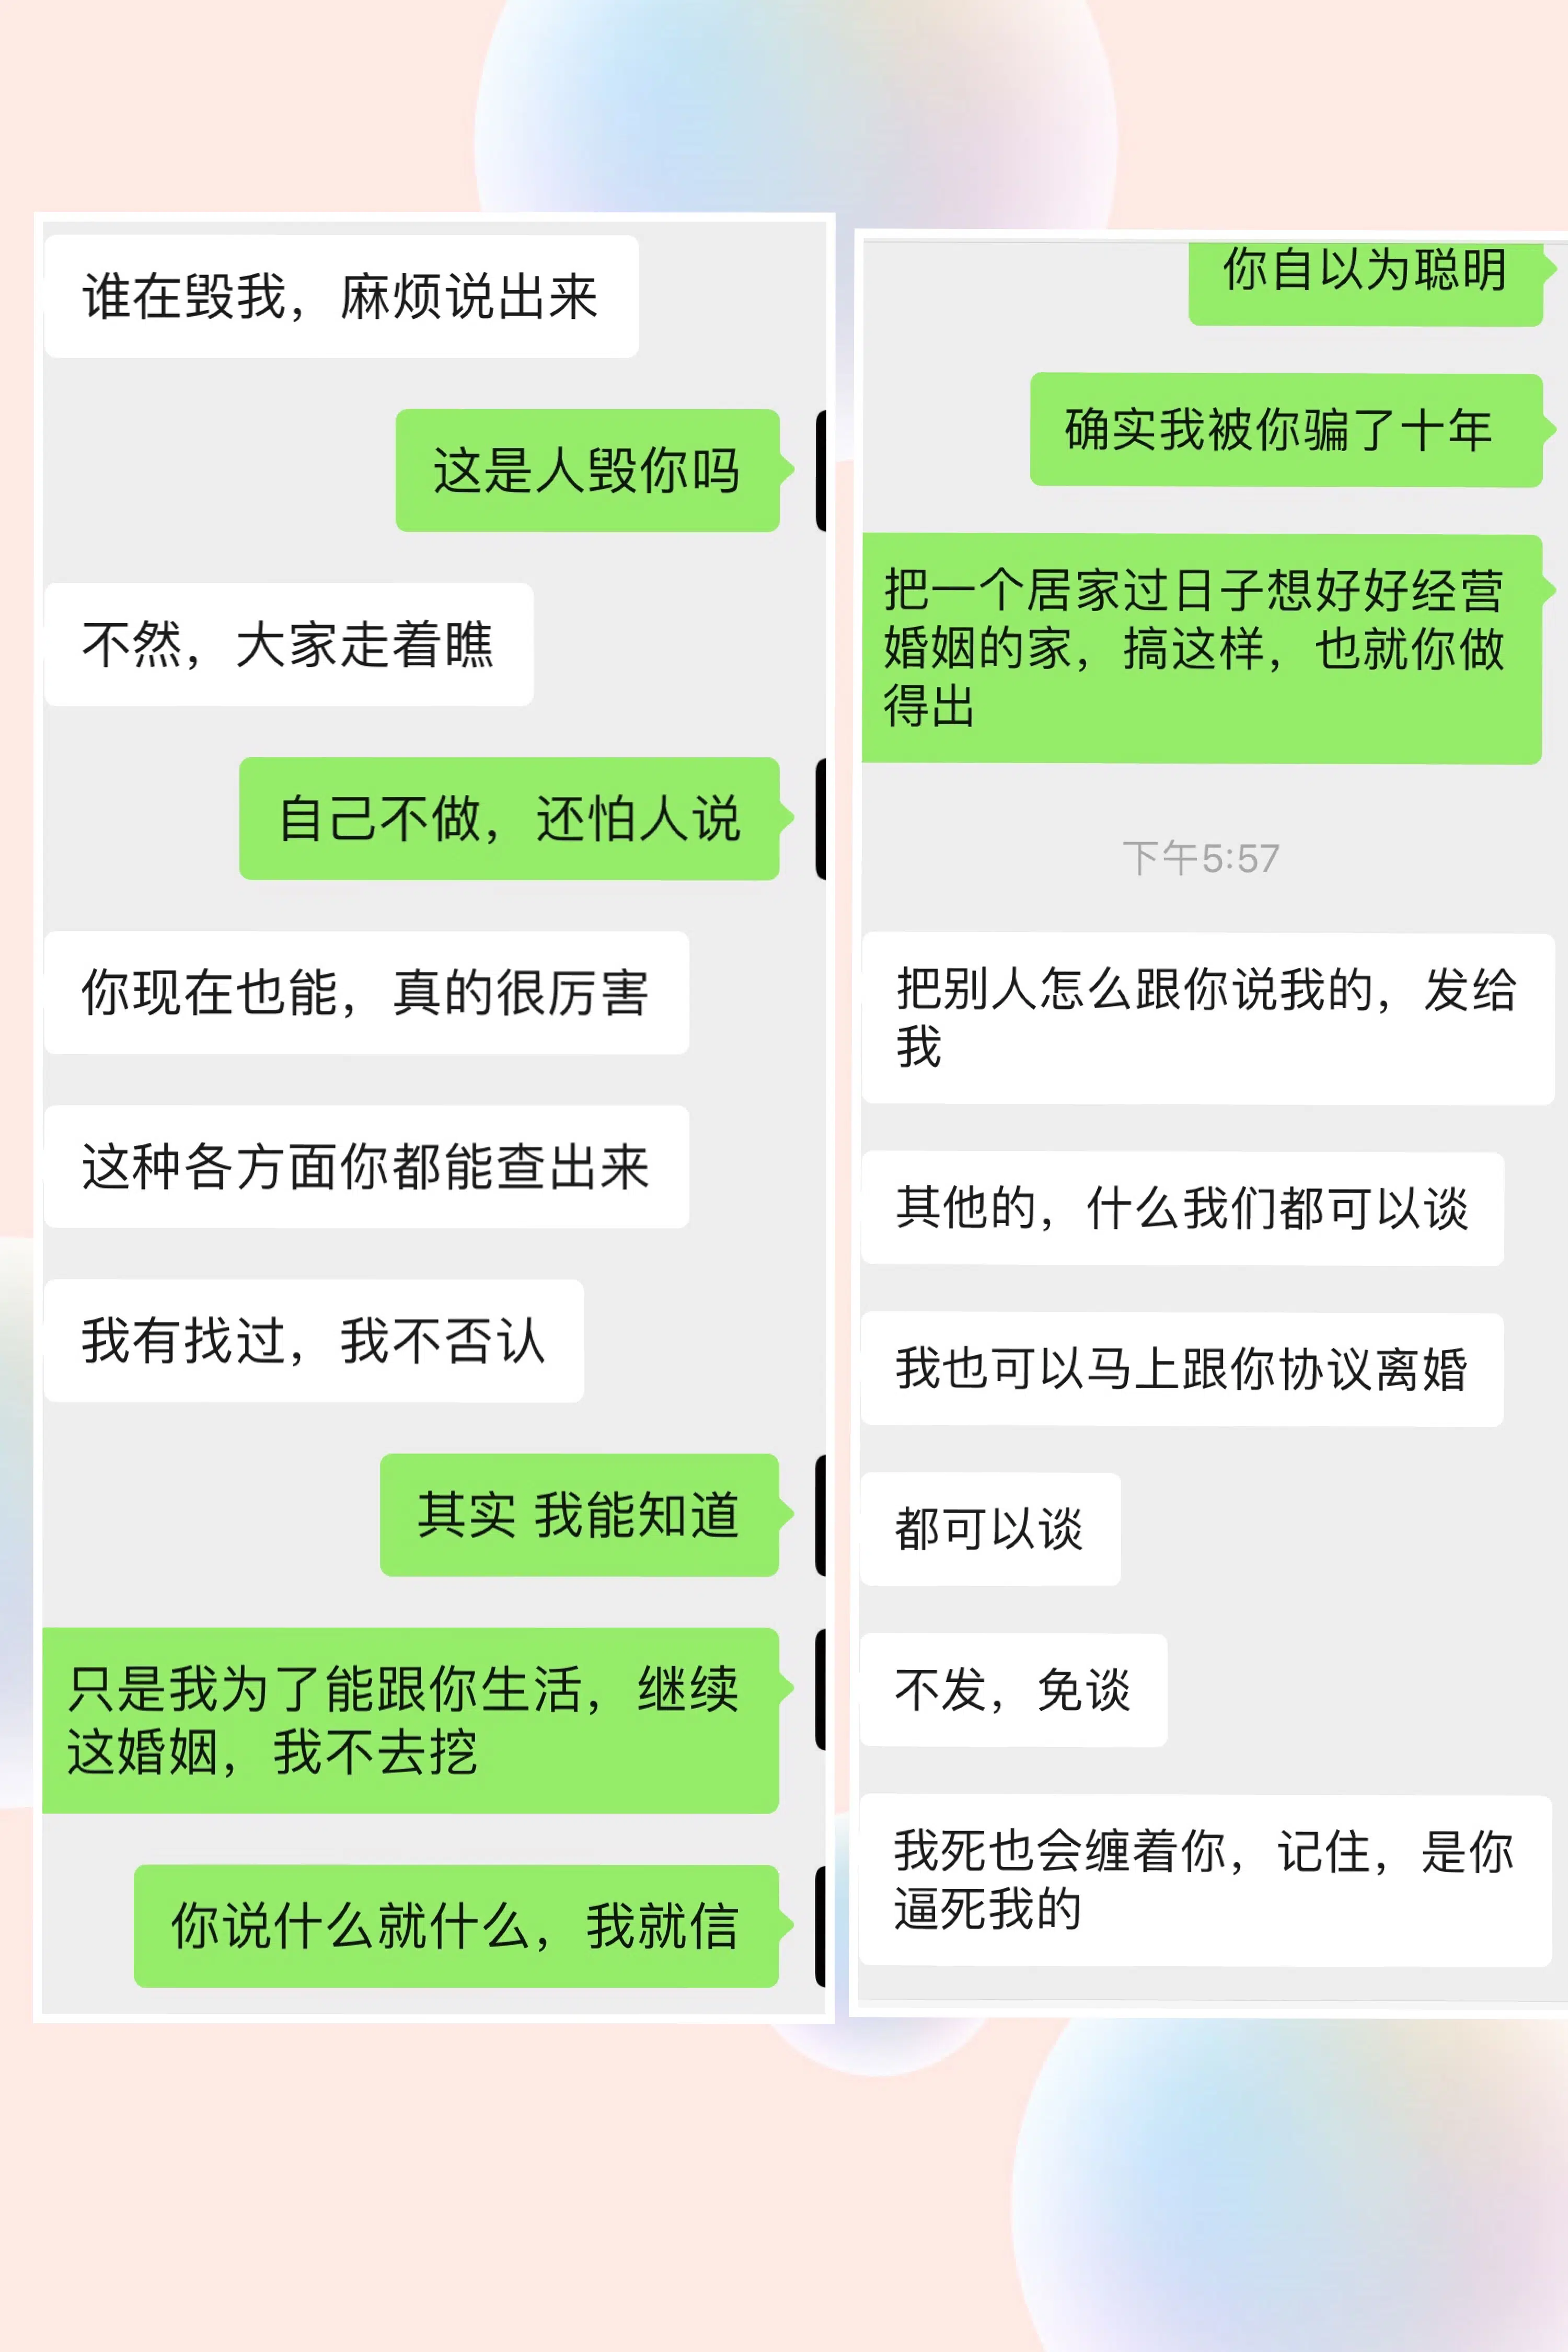 谁在毁我，麻烦说出来
这是人毁你吗
不然，大家走着瞧
自己不做，还怕人说
你现在也能，真的很厉害
这种各方面你都能查出来
我有找过，我不否认
其实 我能知道
只是我为了能跟你生活，继续
这婚姻，我不去挖
你说什么就什么，我就信
你自以为聪明
确实我被你骗了十年
把一个居家过日子想好好经营
婚姻的家，搞这样，也就你做
得出
下午5:57
把别人怎么跟你说我的，发给
我
其他的，什么我们都可以谈
我也可以马上跟你协议离婚
都可以谈
不发，免谈
我死也会缠着你，记住，是你
逼死我的